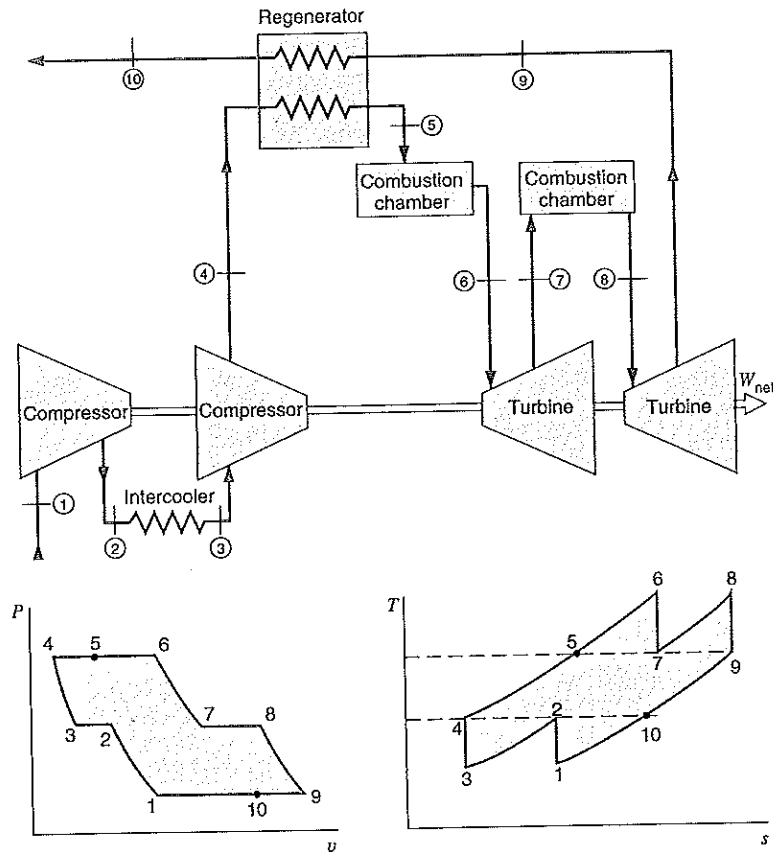 Regenerator
10
9
5
Combustion chamber
Combustion chamber
4
6
7
8
Compressor
Compressor
Turbine
Turbine
W_net
1
Intercooler
2
3
P
4
5
6
3
2
7
8
1
10
9
υ
T
6
8
5
7
9
4
2
10
3
1
s